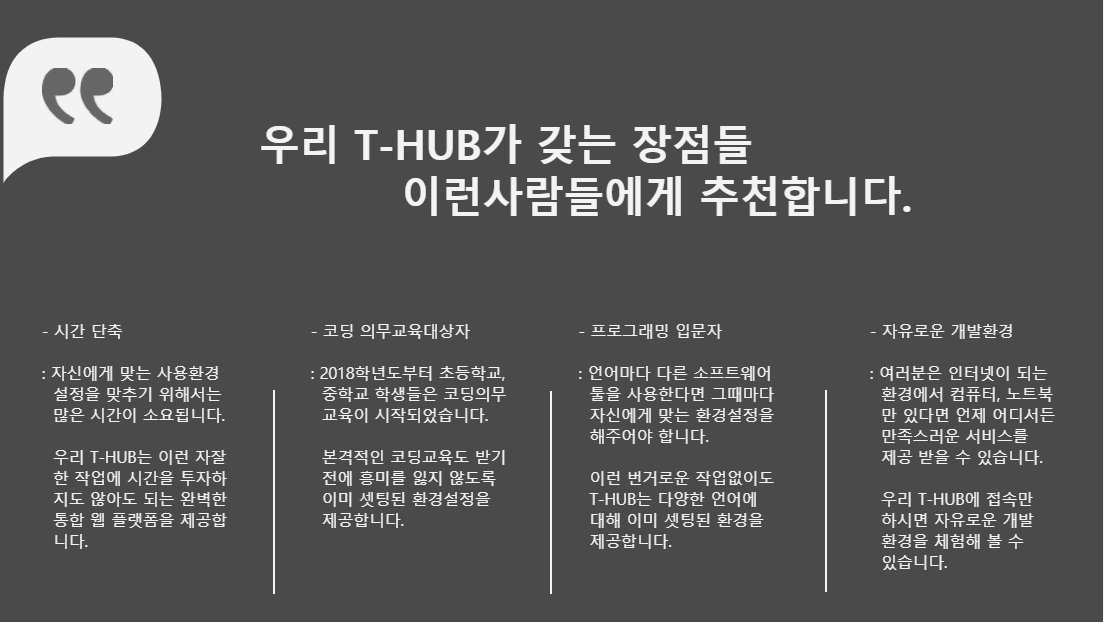 우리 T-HUB가 갖는 장점들
이런사람들에게 추천합니다.
- 시간 단축
: 자신에게 맞는 사용환경
설정을 맞추기 위해서는
많은 시간이 소요됩니다.
우리 T-HUB는 이런 자잘
한 작업에 시간을 투자하
지도 않아도 되는 완벽한
통합 웹 플랫폼을 제공합
니다.
- 코딩 의무교육대상자
: 2018학년도부터 초등학교,
중학교 학생들은 코딩의무
교육이 시작되었습니다.
본격적인 코딩교육도 받기
전에 흥미를 잃지 않도록
이미 셋팅된 환경설정을
제공합니다.
- 프로그래밍 입문자
: 언어마다 다른 소프트웨어
툴을 사용한다면 그때마다
자신에게 맞는 환경설정을
해주어야 합니다.
이런 번거로운 작업없이도
T-HUB는 다양한 언어에
대해 이미 셋팅된 환경을
제공합니다.
- 자유로운 개발환경
: 여러분은 인터넷이 되는
환경에서 컴퓨터, 노트북
만 있다면 언제 어디서든
만족스러운 서비스를
제공 받을 수 있습니다.
우리 T-HUB에 접속만
하시면 자유로운 개발
환경을 체험해 볼 수
있습니다.